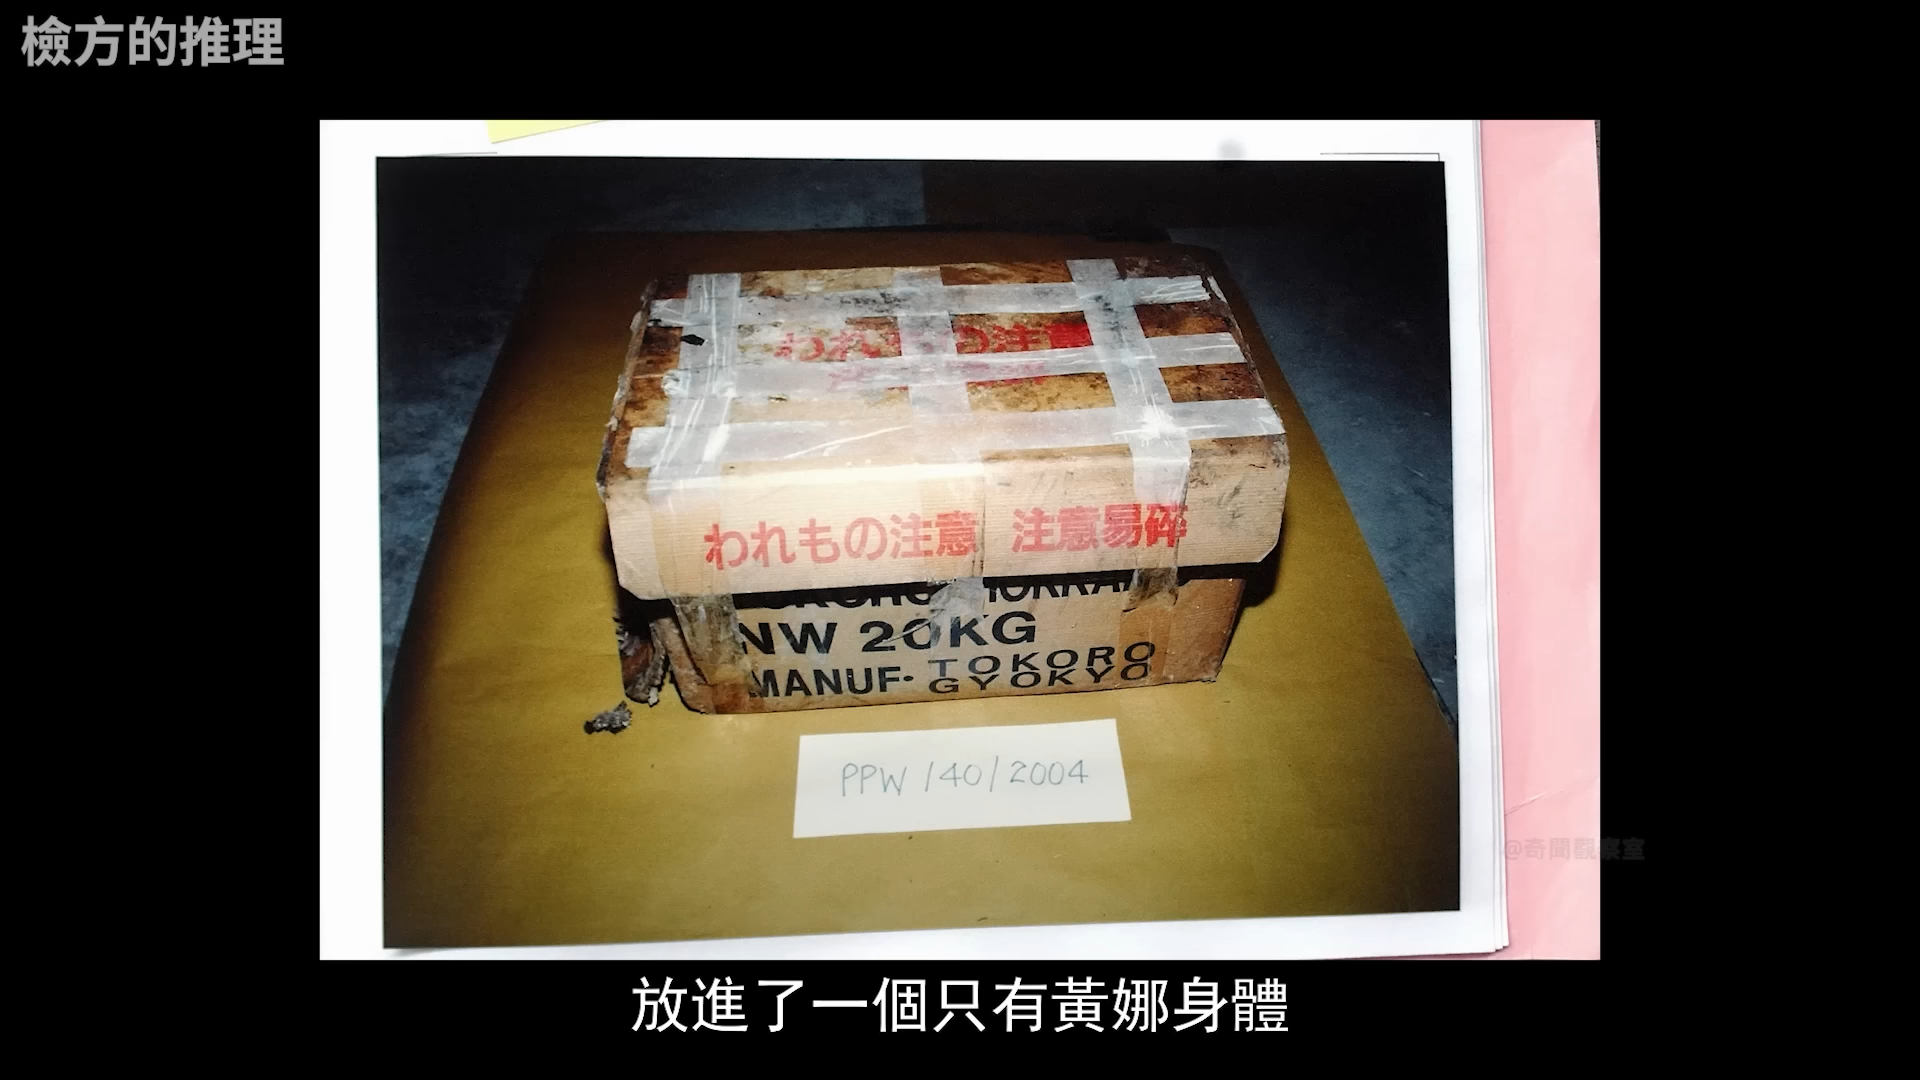 檢方的推理
われ の注意
われもの注意 注意易碎
NW 20KG
MANUF. TOKORO GYOKYO
PPW/40/2004
@奇聞觀察室
放進了一個只有黃娜身體